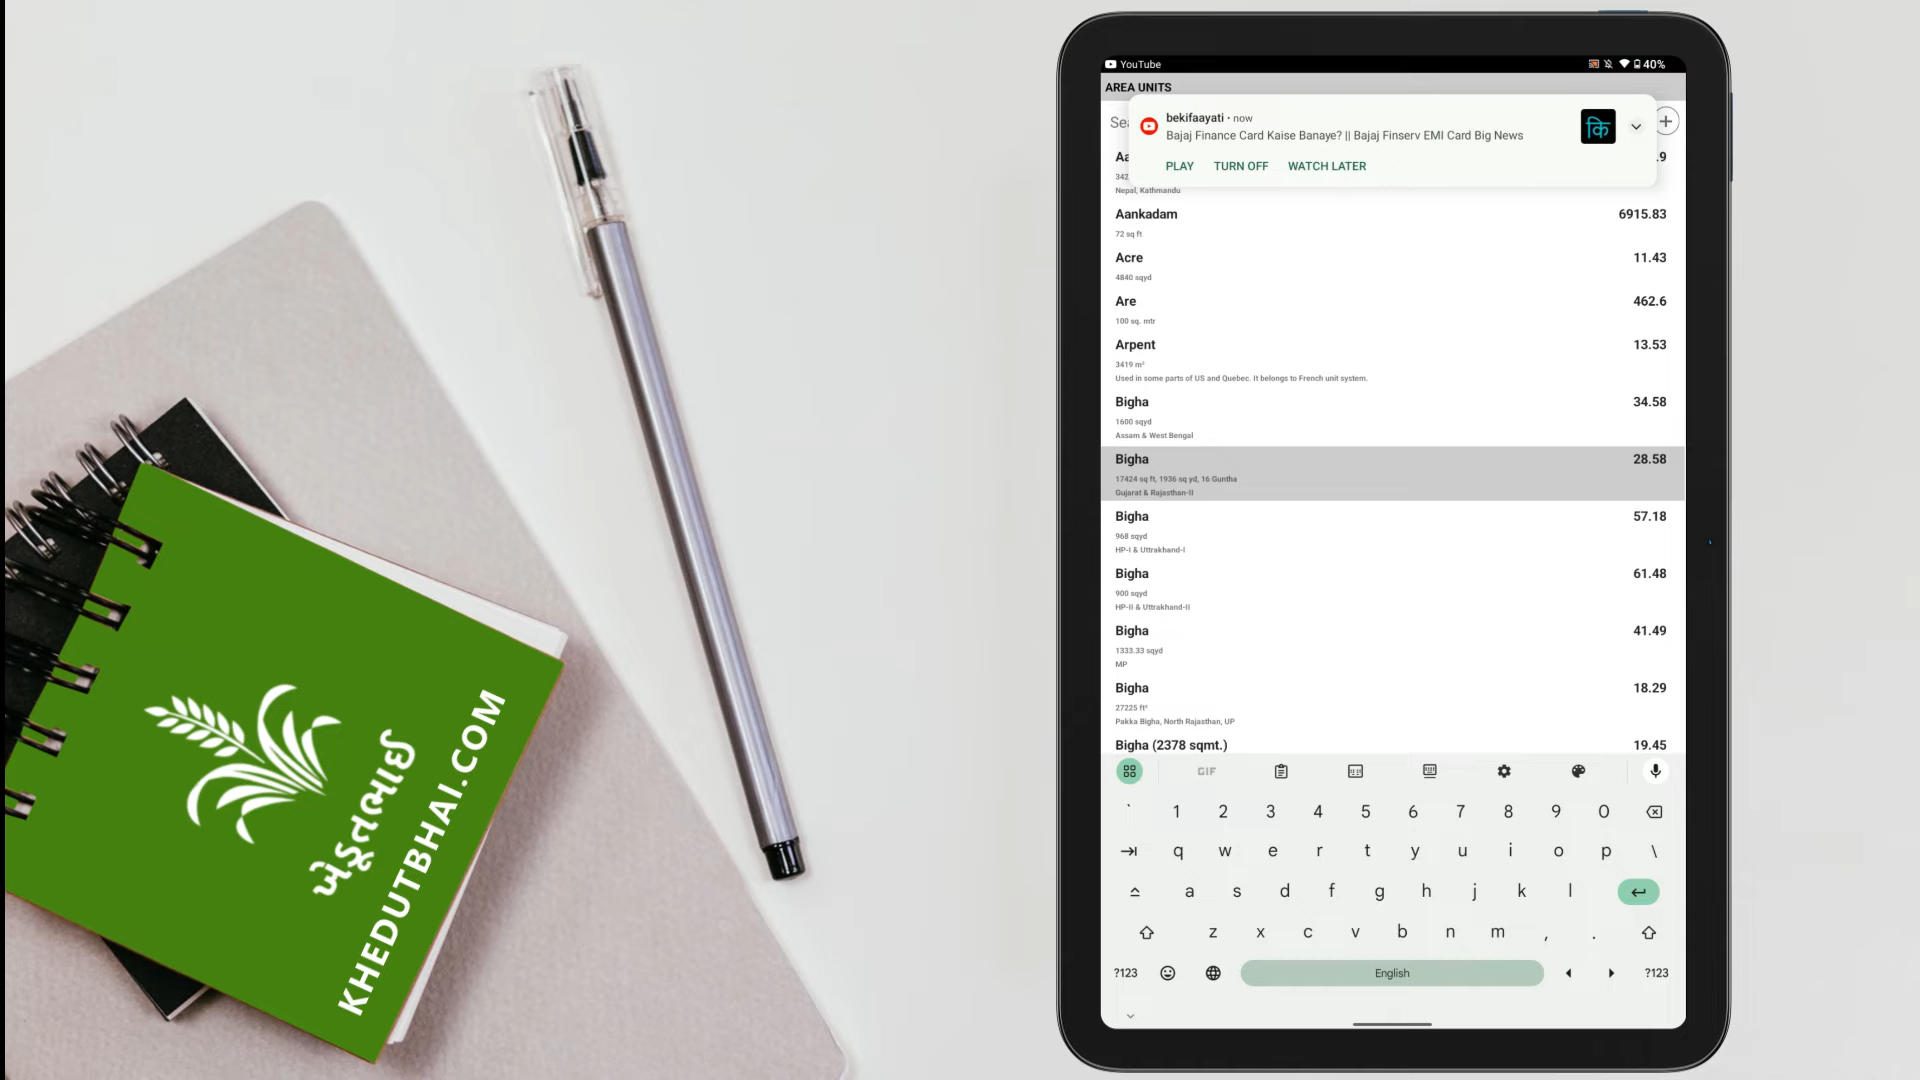 ખેડૂતભાઈ
KHEDUTBHAI.COM
YouTube
40%
AREA UNITS
bekifaayati • now
Bajaj Finance Card Kaise Banaye? || Bajaj Finserv EMI Card Big News
कि
PLAY TURN OFF WATCH LATER
Nepal, Kathmandu
Aankadam 6915.83
72 sq ft
Acre 11.43
4840 sqyd
Are 462.6
100 sq. mtr
Arpent 13.53
3419 m²
Used in some parts of US and Quebec. It belongs to French unit system.
Bigha 34.58
1600 sqyd
Assam & West Bengal
Bigha 28.58
17424 sq ft, 1936 sq yd, 16 Guntha
Gujarat & Rajasthan-II
Bigha 57.18
968 sqyd
HP-I & Uttrakhand-I
Bigha 61.48
900 sqyd
HP-II & Uttrakhand-II
Bigha 41.49
1333.33 sqyd
MP
Bigha 18.29
27225 ft²
Pakka Bigha, North Rajasthan, UP
Bigha (2378 sqmt.) 19.45
GIF
` 1 2 3 4 5 6 7 8 9 0
q w e r t y u i o p \
a s d f g h j k l
z x c v b n m , .
?123 English ?123